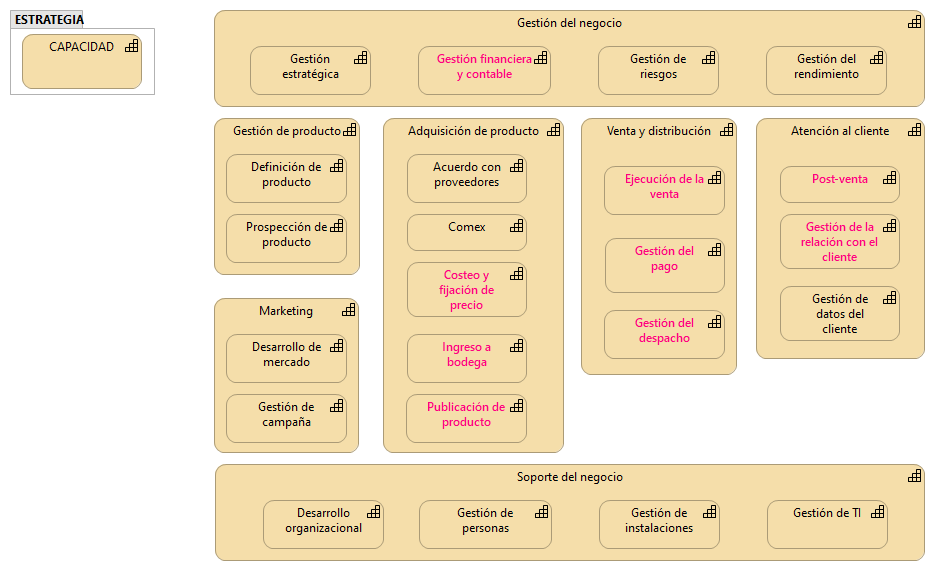 ESTRATEGIA
CAPACIDAD
Gestión del negocio
Gestión
estratégica
Gestión financiera
y contable
Gestión de
riesgos
Gestión del
rendimiento
Gestión de producto
Definición de
producto
Prospección de
producto
Marketing
Desarrollo de
mercado
Gestión de
campaña
Adquisición de producto
Acuerdo con
proveedores
Comex
Costeo y
fijación de
precio
Ingreso a
bodega
Publicación de
producto
Venta y distribución
Ejecución de la
venta
Gestión del
pago
Gestión del
despacho
Atención al cliente
Post-venta
Gestión de la
relación con el
cliente
Gestión de
datos del
cliente
Soporte del negocio
Desarrollo
organizacional
Gestión de
personas
Gestión de
instalaciones
Gestión de TI